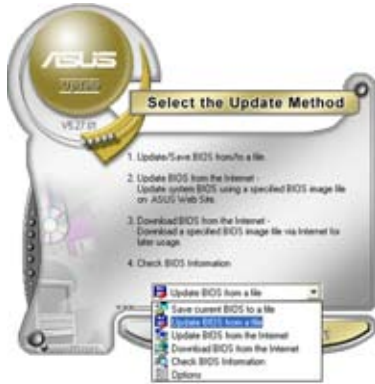 ASUS
Update
V5.27.01
Select the Update Method
1. Update/Save BIOS from/to a file.
2. Update BIOS from the Internet -
Update system BIOS using a specified BIOS image file
on ASUS Web Site.
3. Download BIOS from the Internet -
Download a specified BIOS image file via Internet for
later usage.
4. Check BIOS Information
Update BIOS from a file
Save current BIOS to a file
Update BIOS from a file
Update BIOS from the Internet
Download BIOS from the Internet
Check BIOS Information
Options